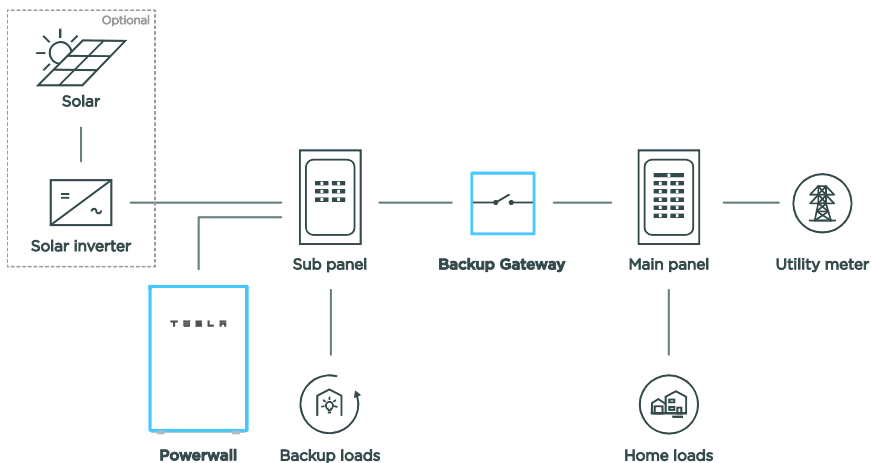 Optional
Solar
Solar inverter
Sub panel
Backup Gateway
Main panel
Utility meter
TESLA
Powerwall
Backup loads
Home loads